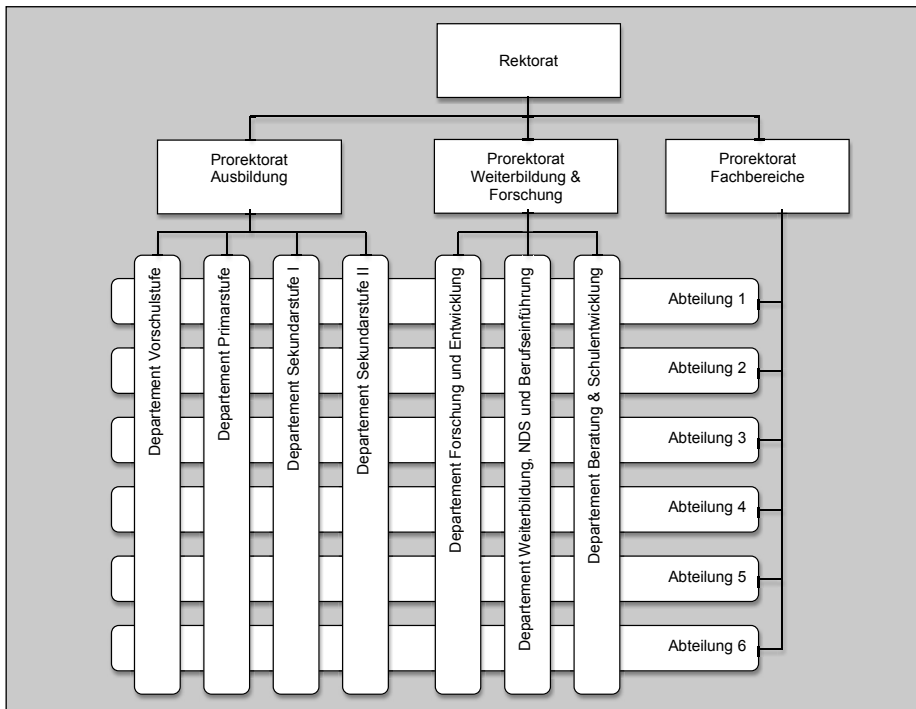 Rektorat
Prorektorat
Ausbildung
Prorektorat
Weiterbildung &
Forschung
Prorektorat
Fachbereiche
Departement Vorschulstufe
Departement Primarstufe
Departement Sekundarstufe I
Departement Sekundarstufe II
Departement Forschung und Entwicklung
Departement Weiterbildung, NDS und Berufseinführung
Departement Beratung & Schulentwicklung
Abteilung 1
Abteilung 2
Abteilung 3
Abteilung 4
Abteilung 5
Abteilung 6